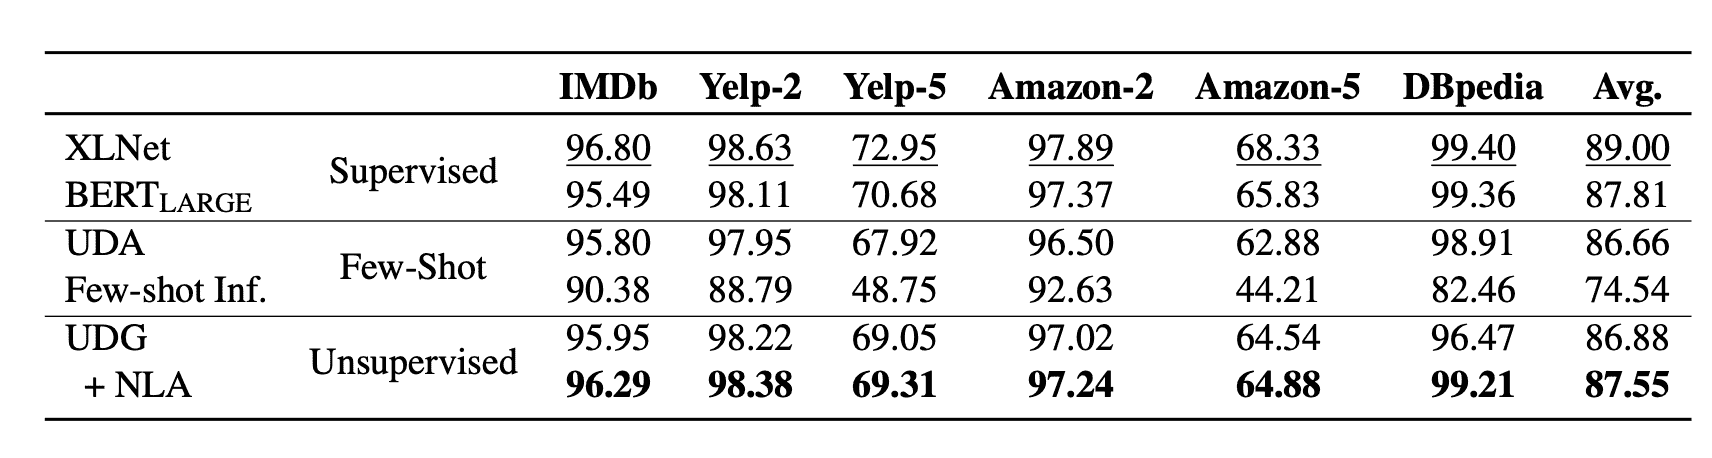 IMDb Yelp-2 Yelp-5 Amazon-2 Amazon-5 DBpedia Avg.
XLNet Supervised 96.80 98.63 72.95 97.89 68.33 99.40 89.00
BERTLARGE 95.49 98.11 70.68 97.37 65.83 99.36 87.81
UDA Few-Shot 95.80 97.95 67.92 96.50 62.88 98.91 86.66
Few-shot Inf. 90.38 88.79 48.75 92.63 44.21 82.46 74.54
UDG Unsupervised 95.95 98.22 69.05 97.02 64.54 96.47 86.88
+ NLA 96.29 98.38 69.31 97.24 64.88 99.21 87.55